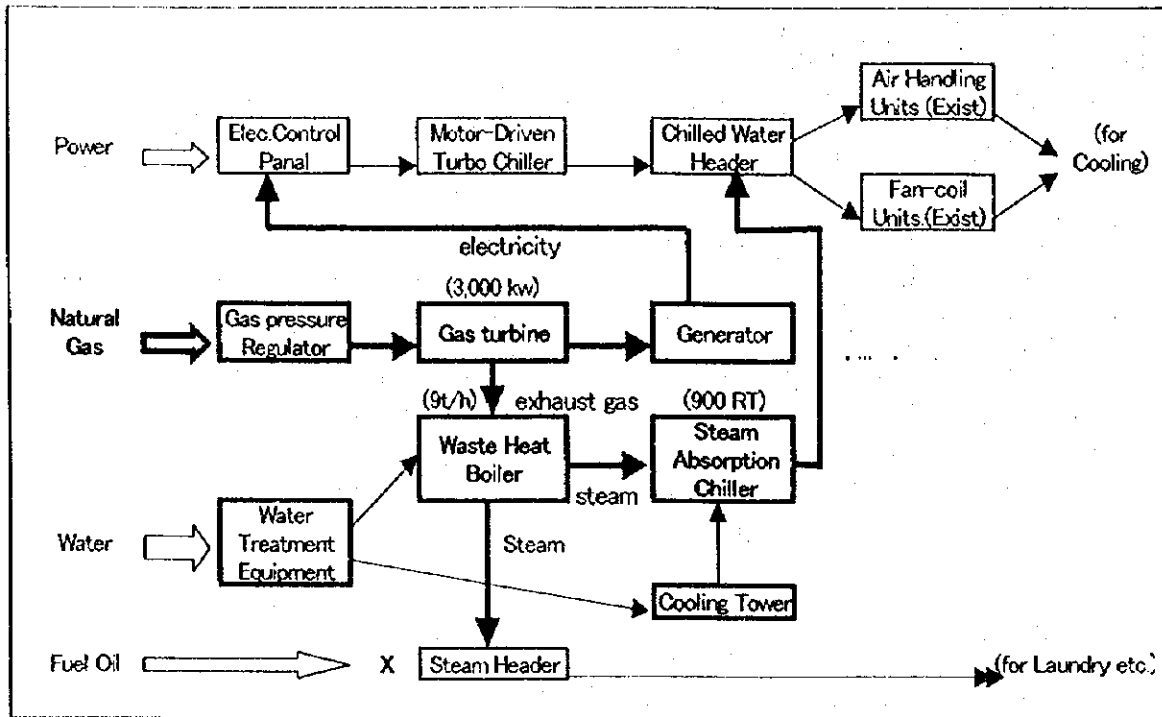 Power
Elec.Control
Panal
Motor-Driven
Turbo Chiller
Chilled Water
Header
Air Handling
Units (Exist)
Fan-coil
Units.(Exist)
(for
Cooling)
electricity
Natural
Gas
Gas pressure
Regulator
(3,000 kw)
Gas turbine
Generator
(9t/h)
exhaust gas
(900 RT)
Waste Heat
Boiler
steam
Steam
Absorption
Chiller
Water
Water
Treatment
Equipment
Steam
Cooling Tower
Fuel Oil
X
Steam Header
(for Laundry etc.)